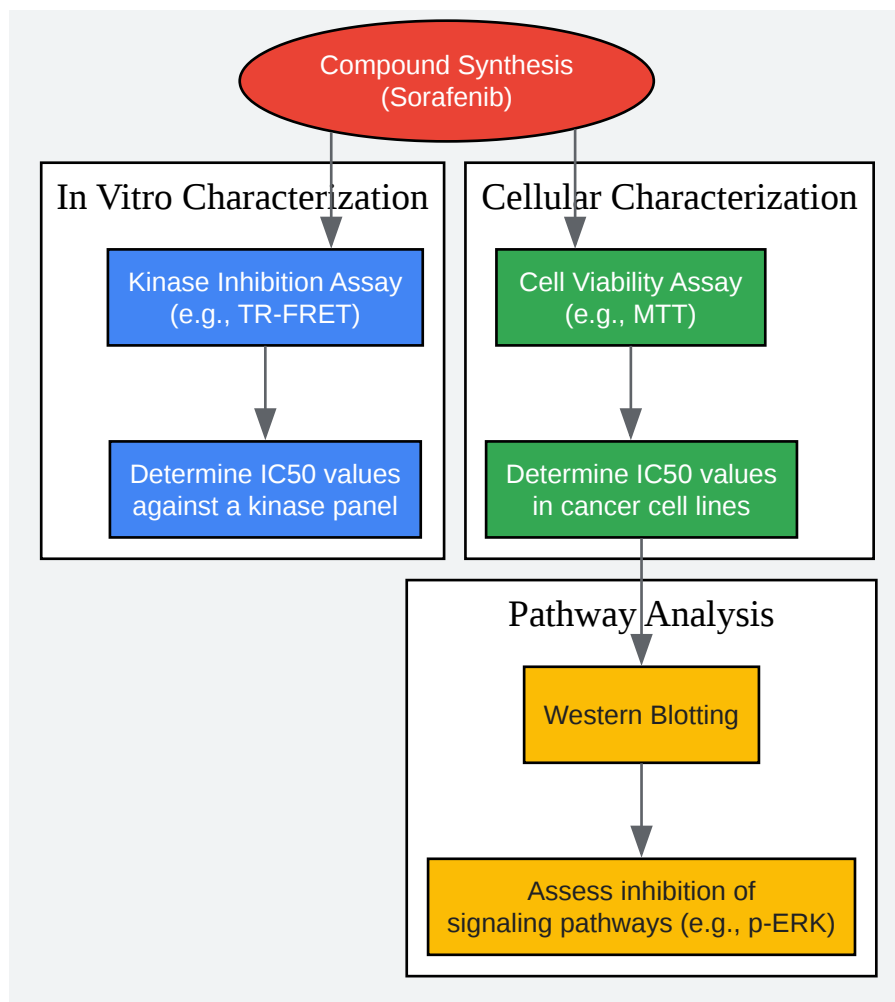 Compound Synthesis
(Sorafenib)
In Vitro Characterization
Kinase Inhibition Assay
(e.g., TR-FRET)
Determine IC50 values
against a kinase panel
Cellular Characterization
Cell Viability Assay
(e.g., MTT)
Determine IC50 values
in cancer cell lines
Pathway Analysis
Western Blotting
Assess inhibition of
signaling pathways (e.g., p-ERK)